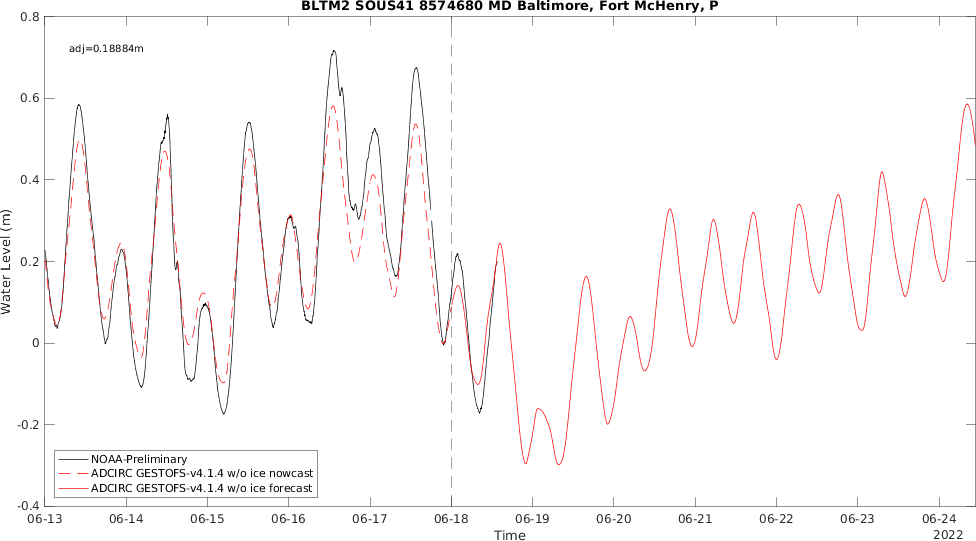 BLTM2 SOUS41 8574680 MD Baltimore, Fort McHenry, P
adj=0.18884m
0.8
0.6
0.4
0.2
0
-0.2
-0.4
Water Level (m)
NOAA-Preliminary
ADCIRC GESTOFS-v4.1.4 w/o ice nowcast
ADCIRC GESTOFS-v4.1.4 w/o ice forecast
06-13 06-14 06-15 06-16 06-17 06-18 06-19 06-20 06-21 06-22 06-23 06-24
Time
2022